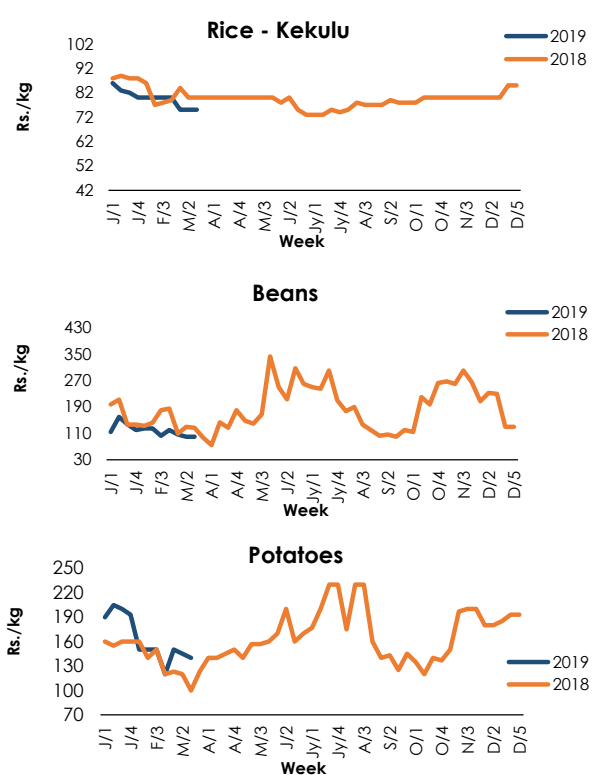 Rice - Kekulu
2019
2018
Rs./kg
102
92
82
72
62
52
42
J/1
J/4
F/3
M/2
A/1
A/4
M/3
J/2
Jy/1
Jy/4
A/3
S/2
O/1
O/4
N/3
D/2
D/5
Week
Beans
2019
2018
Rs./kg
430
350
270
190
110
30
J/1
J/4
F/3
M/2
A/1
A/4
M/3
J/2
Jy/1
Jy/4
A/3
S/2
O/1
O/4
N/3
D/2
D/5
Week
Potatoes
Rs./kg
250
220
190
160
130
100
70
2019
2018
J/1
J/4
F/3
M/2
A/1
A/4
M/3
J/2
Jy/1
Jy/4
A/3
S/2
O/1
O/4
N/3
D/2
D/5
Week